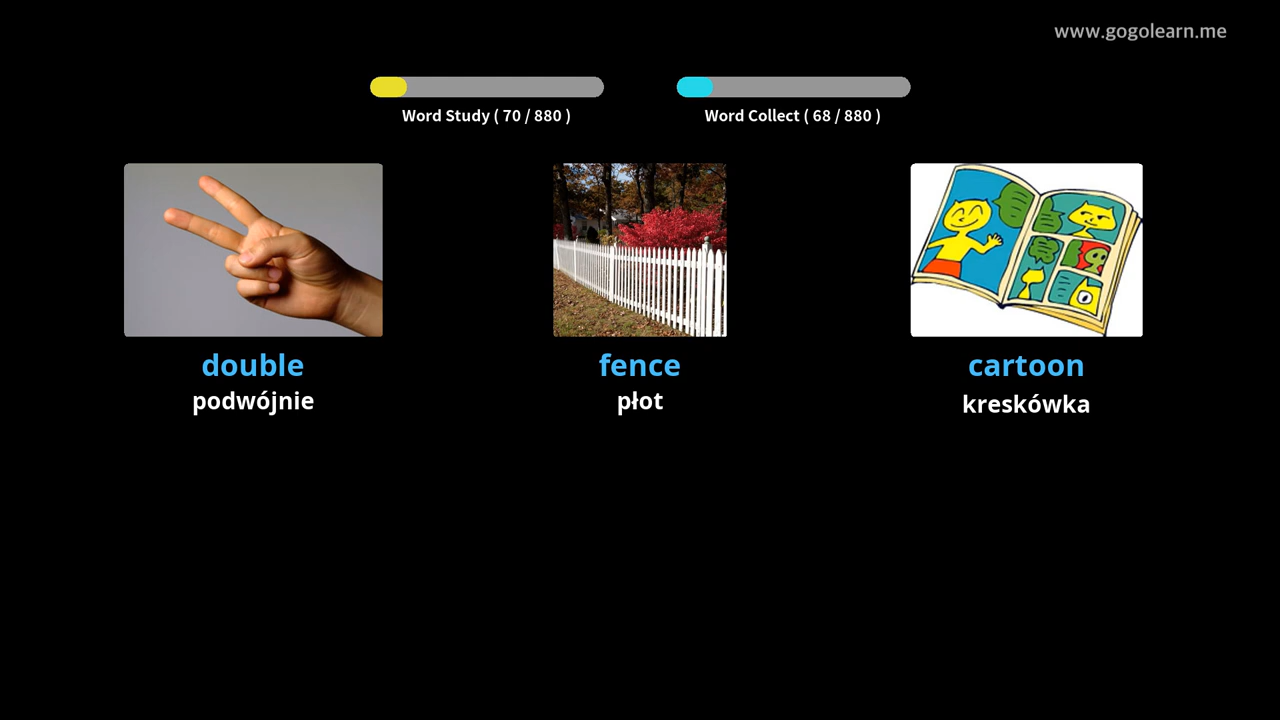 www.gogolearn.me
Word Study ( 70 / 880 )
Word Collect ( 68 / 880 )
double
podwójnie
fence
płot
cartoon
kreskówka